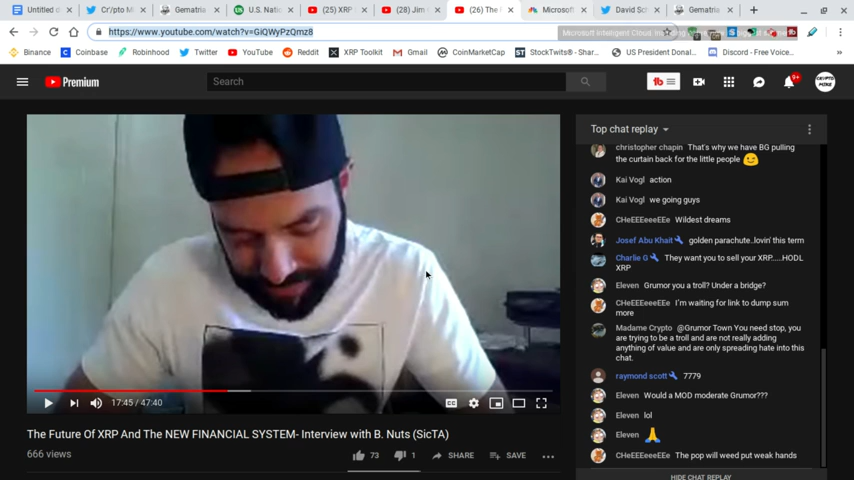 Untitled d
Cr/pto M
Gematria
U.S. Nati
(25) XRP
(28) Jim
(26) The
Microsoft
David Sc
Gematria
https://www.youtube.com/watch?v=GiQWyPzQmz8
Microsoft Intelligent Cloud:
Binance
Coinbase
Robinhood
Twitter
YouTube
Reddit
XRP Toolkit
Gmail
CoinMarketCap
StockTwits® - Shar...
US President Donal...
Discord - Free Voice...
Premium
Search
9+
CRYPTO
MIKE
Top chat replay
christopher chapin That's why we have BG pulling
the curtain back for the little people
Kai Vogl action
Kai Vogl we going guys
CHeEEEeeeEEe Wildest dreams
Josef Abu Khait golden parachute..lovin' this term
Charlie G They want you to sell your XRP.....HODL
XRP
Eleven Grumor you a troll? Under a bridge?
CHeEEEeeeEEe I'm waiting for link to dump sum
more
Madame Crypto @Grumor Town You need stop, you
are trying to be a troll and are not really adding
anything of value and are only spreading hate into this
chat.
raymond scott 7779
Eleven Would a MOD moderate Grumor???
Eleven lol
Eleven
CHeEEEeeeEEe The pop will weed put weak hands
HIDE CHAT REPLAY
17:45 / 47:40
CC
The Future Of XRP And The NEW FINANCIAL SYSTEM- Interview with B. Nuts (SicTA)
666 views
73
1
SHARE
SAVE